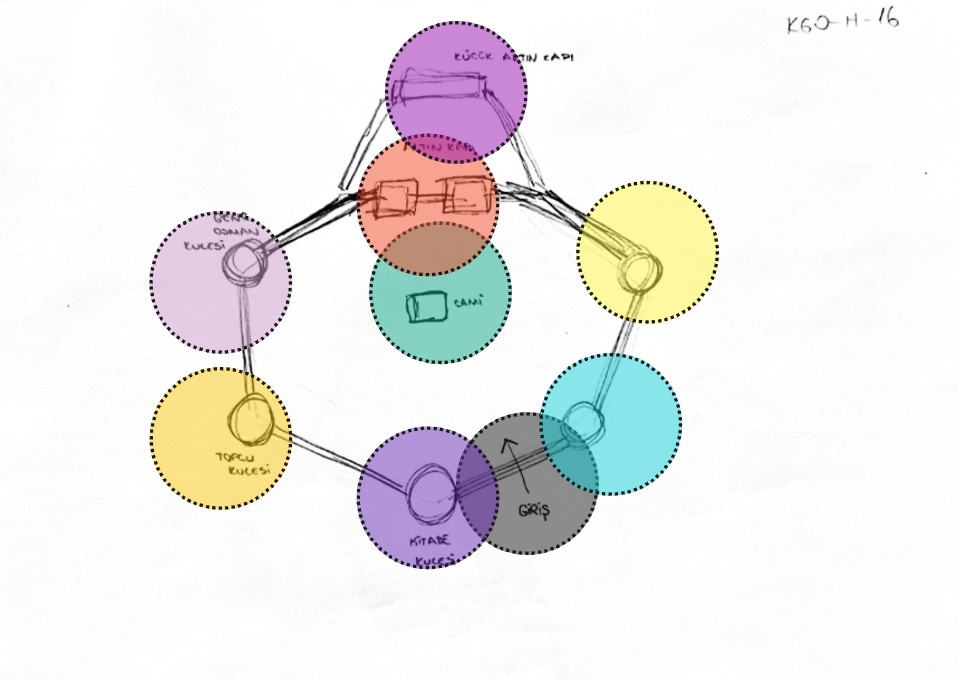 KGO-H-16
KÜÇÜK ALTIN KAPI
ALTIN KAPI
GENÇ
OSMAN
KULESİ
CAMİ
TOPÇU
KULESİ
GİRİŞ
KİTABE
KULESİ